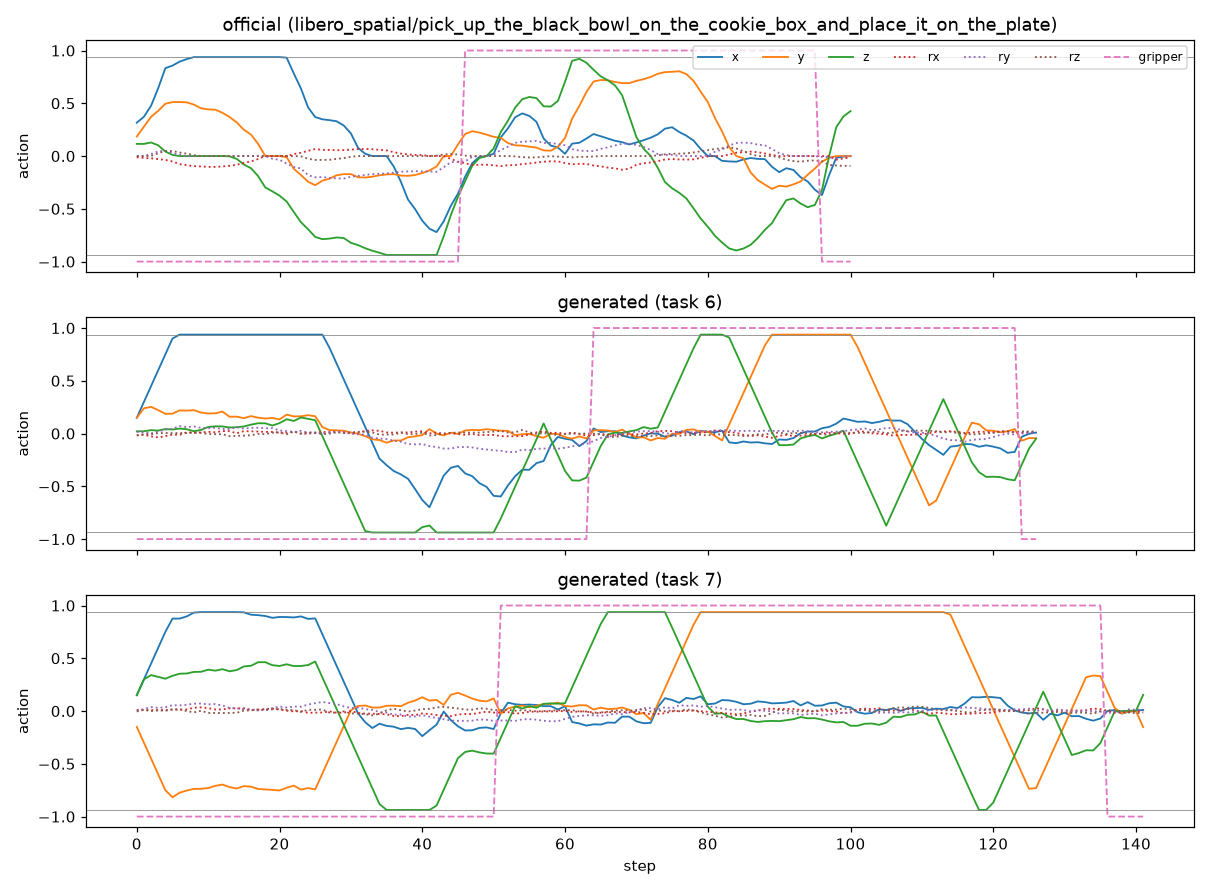 official (libero_spatial/pick_up_the_black_bowl_on_the_cookie_box_and_place_it_on_the_plate)
1.0
0.5
0.0
−0.5
−1.0
action
x y z rx ry rz gripper
generated (task 6)
1.0
0.5
0.0
−0.5
−1.0
action
generated (task 7)
1.0
0.5
0.0
−0.5
−1.0
action
0 20 40 60 80 100 120 140
step